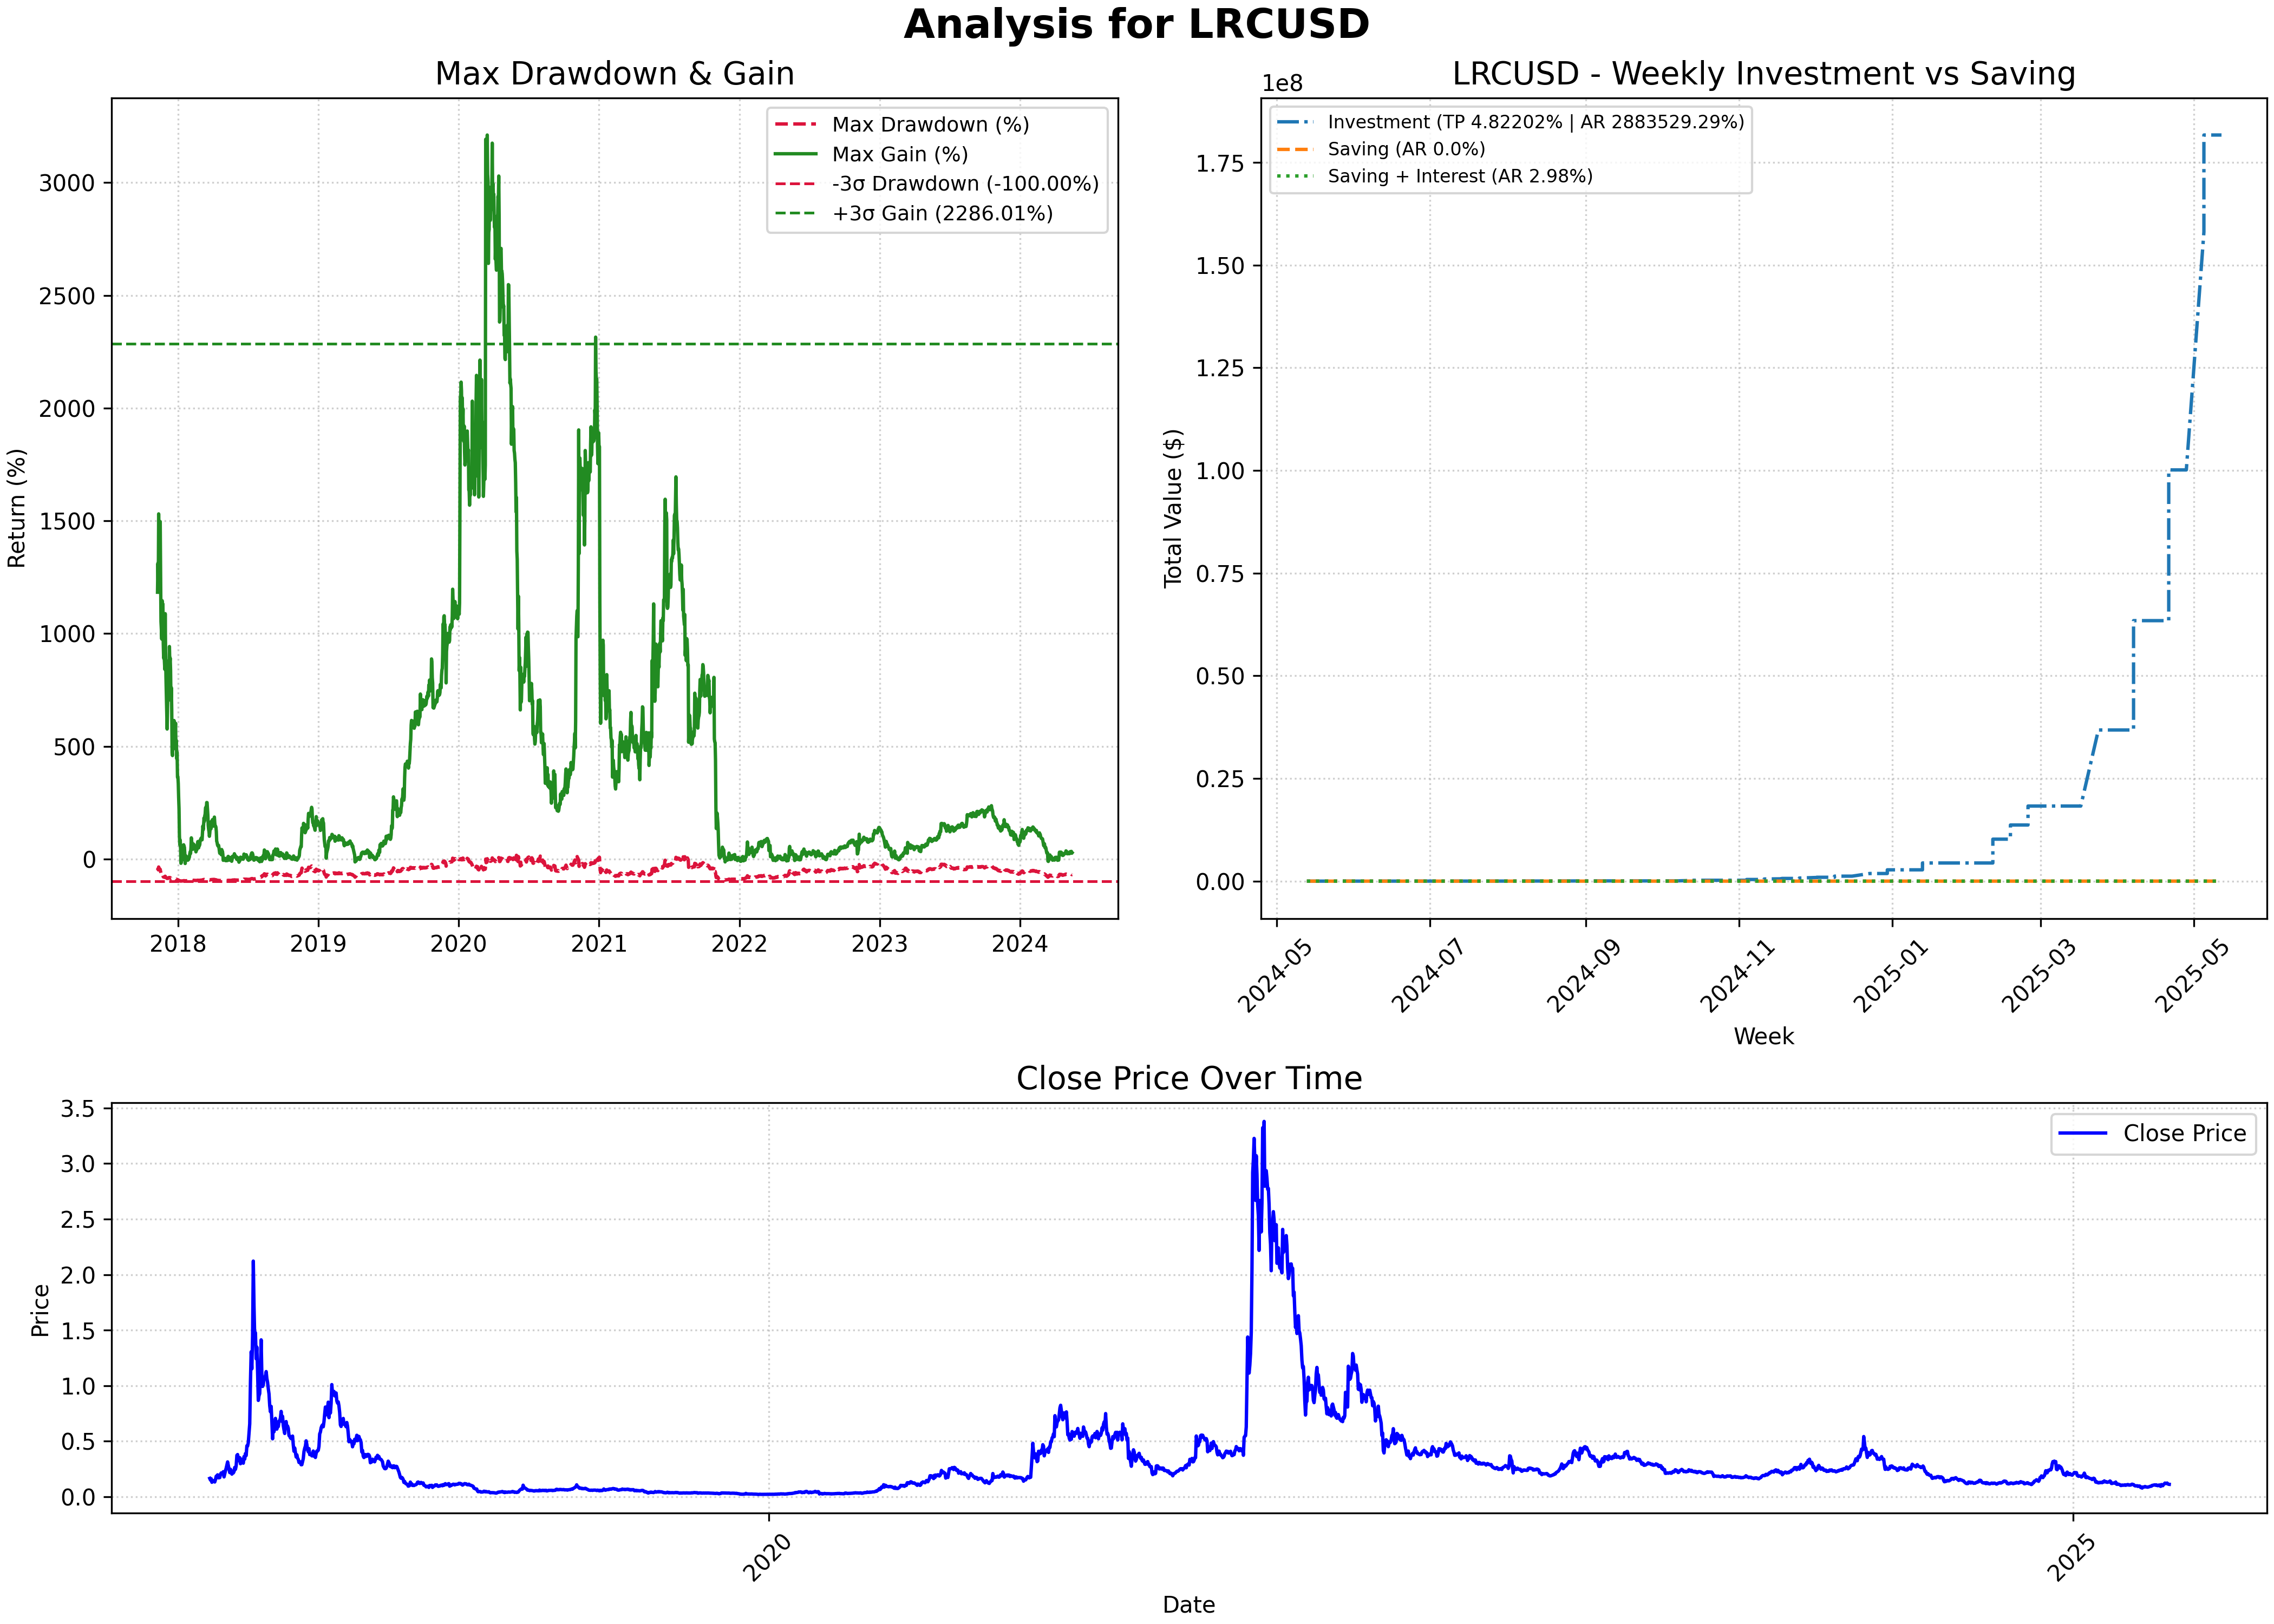 Analysis for LRCUSD
Max Drawdown & Gain
Return (%)
3000
2500
2000
1500
1000
500
0
Max Drawdown (%)
Max Gain (%)
-3σ Drawdown (-100.00%)
+3σ Gain (2286.01%)
2018 2019 2020 2021 2022 2023 2024
LRCUSD - Weekly Investment vs Saving
1e8
Total Value ($)
1.75
1.50
1.25
1.00
0.75
0.50
0.25
0.00
Investment (TP 4.82202% | AR 2883529.29%)
Saving (AR 0.0%)
Saving + Interest (AR 2.98%)
2024-05 2024-07 2024-09 2024-11 2025-01 2025-03 2025-05
Week
Close Price Over Time
Price
3.5
3.0
2.5
2.0
1.5
1.0
0.5
0.0
Close Price
2020 2025
Date